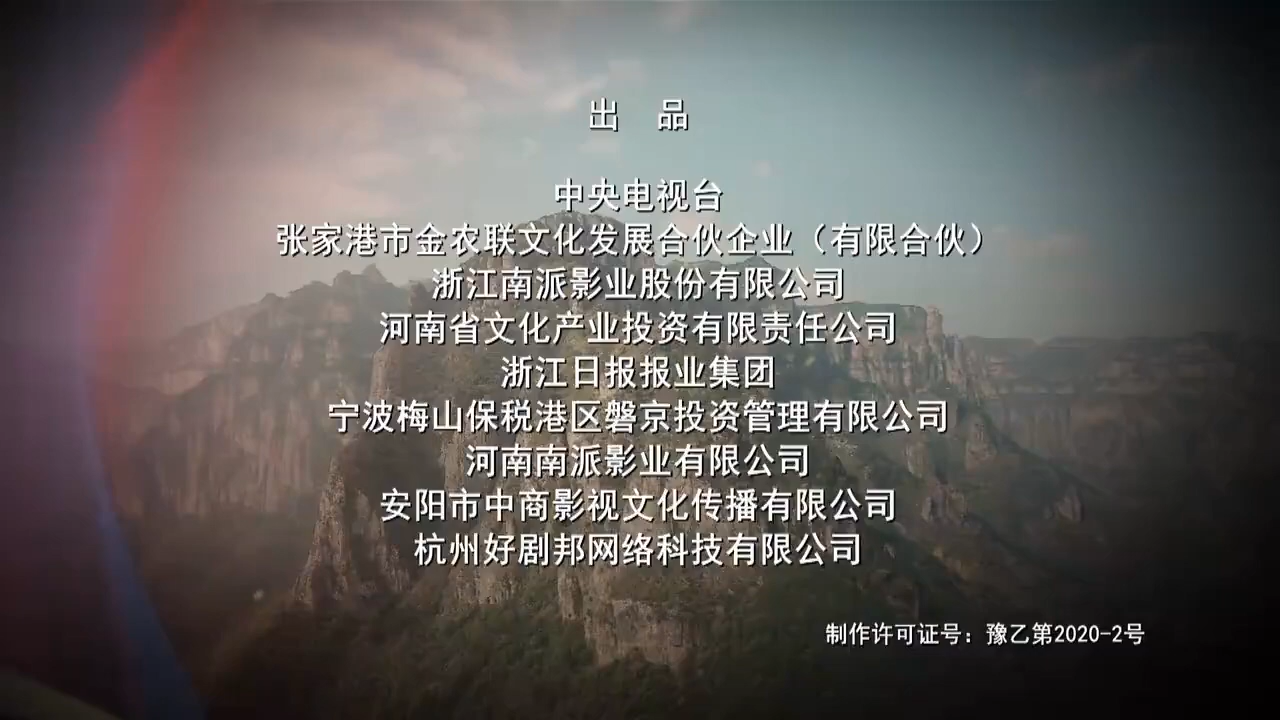 出　品
中央电视台
张家港市金农联文化发展合伙企业（有限合伙）
浙江南派影业股份有限公司
河南省文化产业投资有限责任公司
浙江日报报业集团
宁波梅山保税港区磐京投资管理有限公司
河南南派影业有限公司
安阳市中商影视文化传播有限公司
杭州好剧邦网络科技有限公司
制作许可证号：豫乙第2020-2号